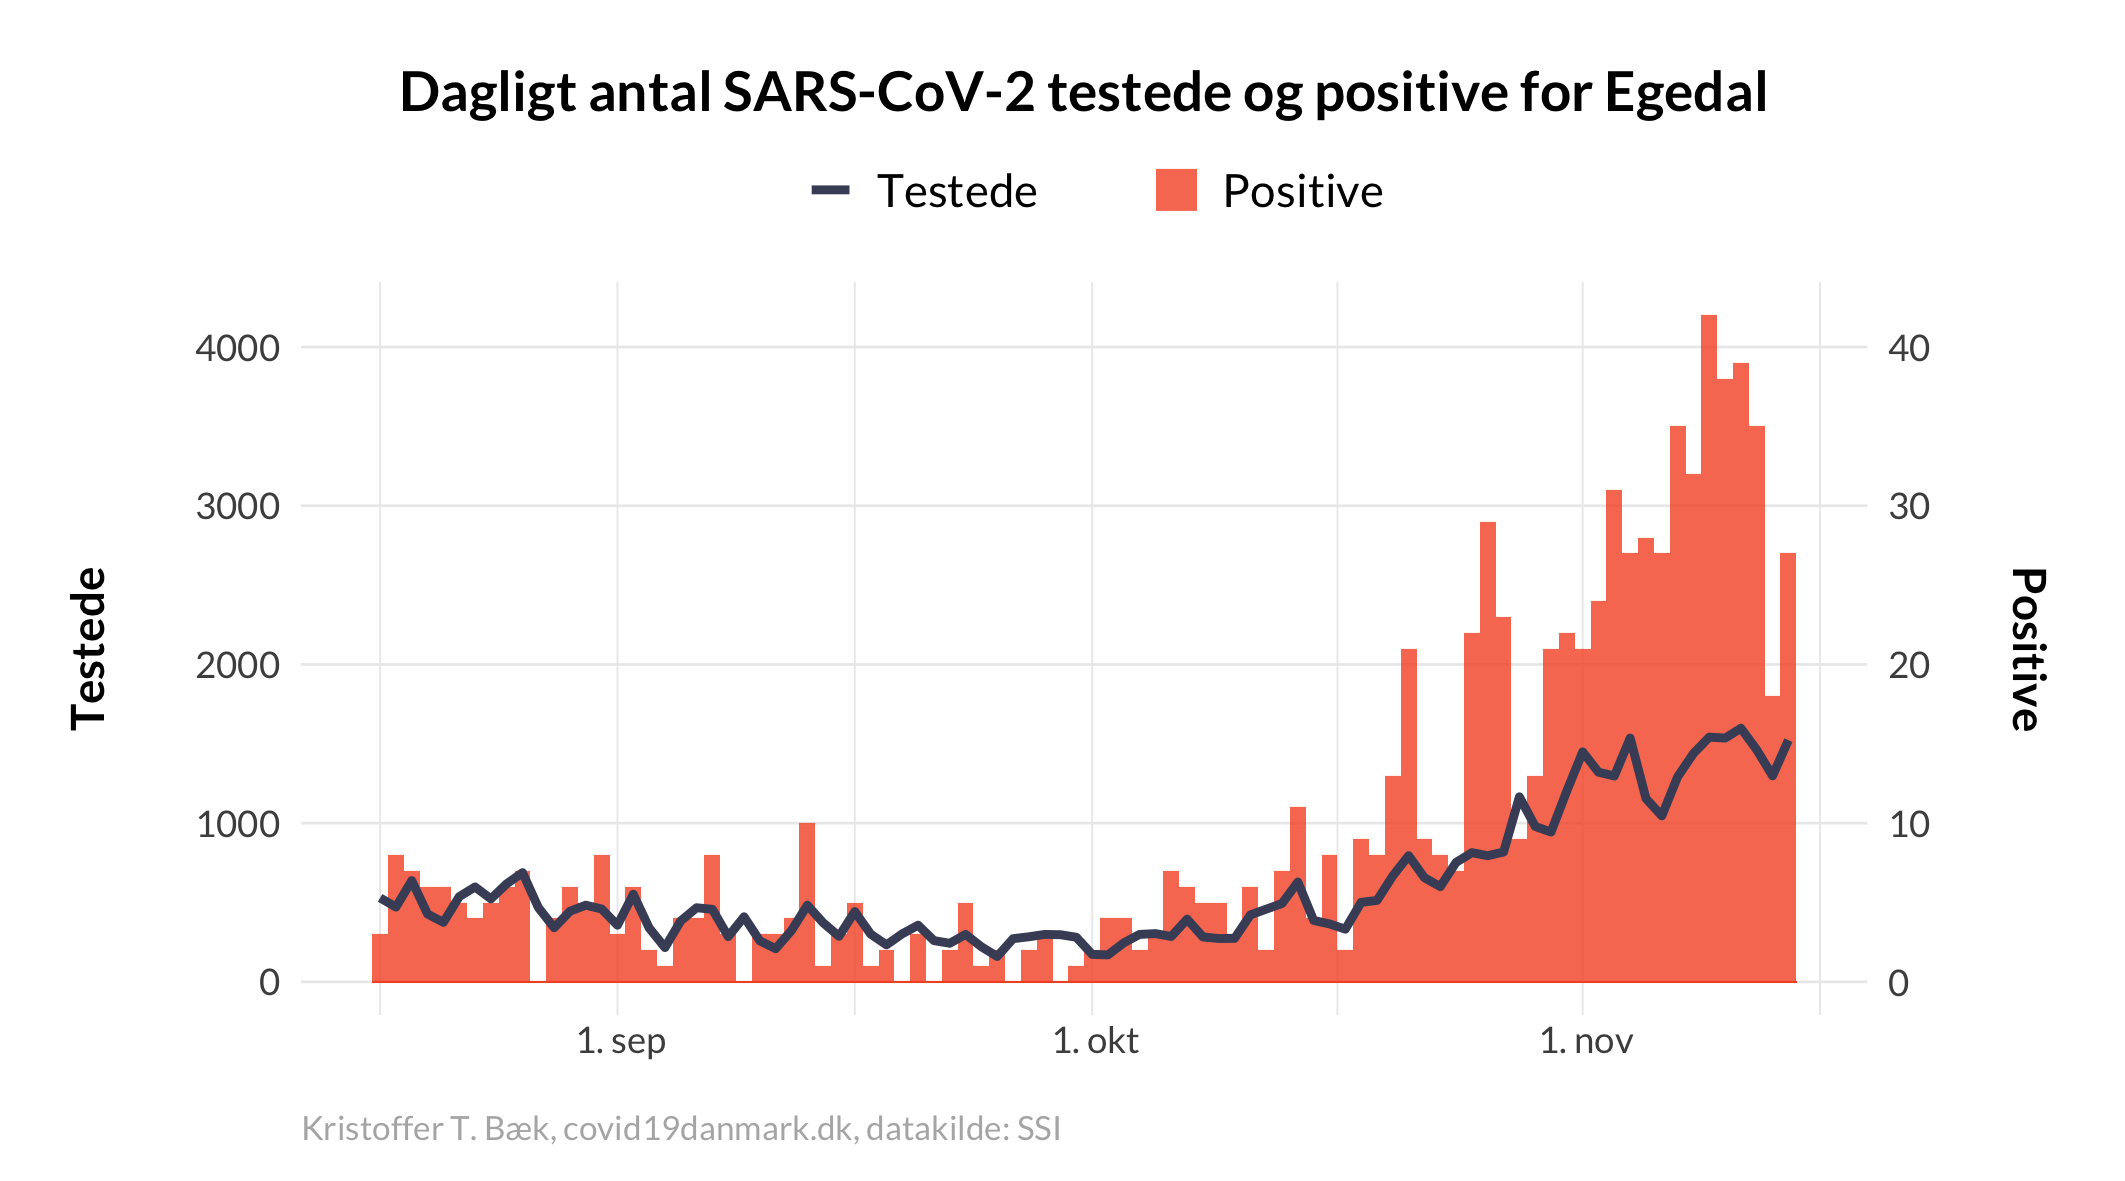 Dagligt antal SARS-CoV-2 testede og positive for Egedal
Testede
Positive
4000
3000
2000
1000
0
Testede
40
30
20
10
0
Positive
1. sep
1. okt
1. nov
Kristoffer T. Bæk, covid19danmark.dk, datakilde: SSI